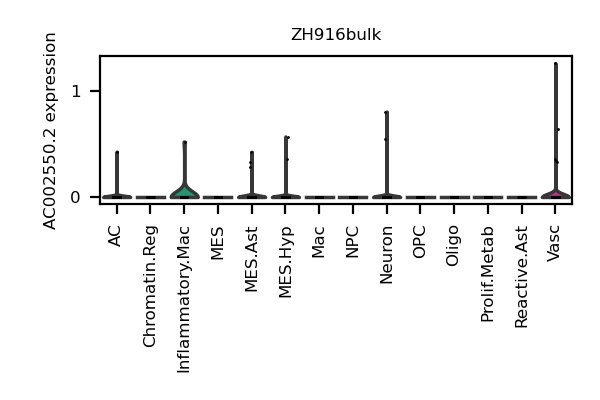 ZH916bulk
AC002550.2 expression
1
0
AC
Chromatin.Reg
Inflammatory.Mac
MES
MES.Ast
MES.Hyp
Mac
NPC
Neuron
OPC
Oligo
Prolif.Metab
Reactive.Ast
Vasc